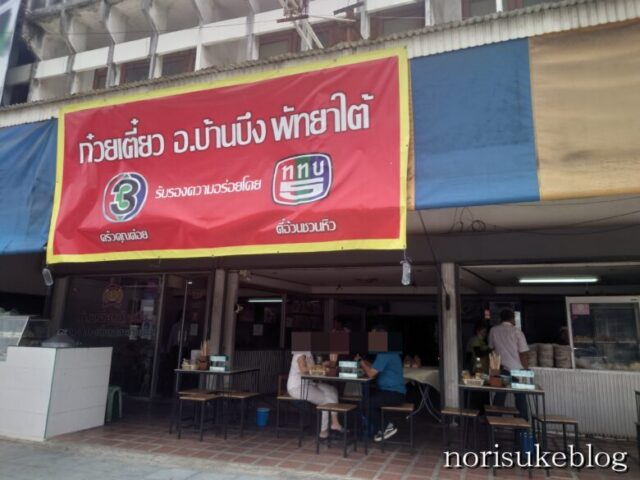 ก๋วยเตี๋ยว อ.บ้านบึง พัทยาใต้
3
รับรองความอร่อยโดย
ททบ
5
ครัวคุณต๋อย
ตี๋อ้วนชวนหิว
norisukeblog